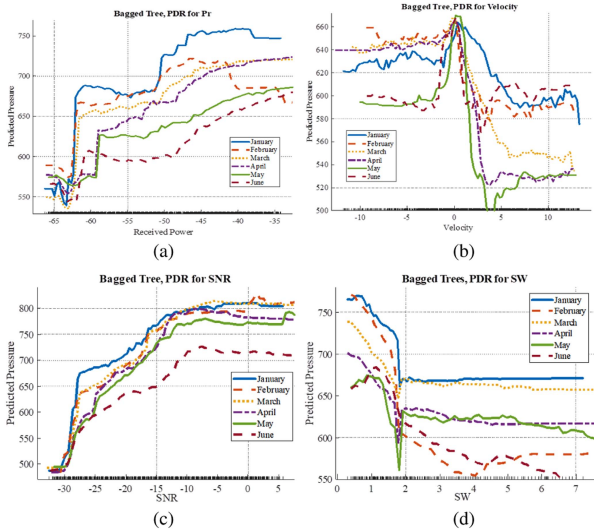 Bagged Tree, PDR for Pr
Predicted Pressure
750
700
650
600
550
January
February
March
April
May
June
-65 -60 -55 -50 -45 -40 -35
Received Power
(a)
Bagged Tree, PDR for Velocity
Predicted Pressure
660
640
620
600
580
560
540
520
500
January
February
March
April
May
June
-10 -5 0 5 10
Velocity
(b)
Bagged Tree, PDR for SNR
Predicted Pressure
800
750
700
650
600
550
500
January
February
March
April
May
June
-30 -25 -20 -15 -10 -5 0 5
SNR
(c)
Bagged Trees, PDR for SW
Predicted Pressure
750
700
650
600
550
January
February
March
April
May
June
0 1 2 3 4 5 6 7
SW
(d)